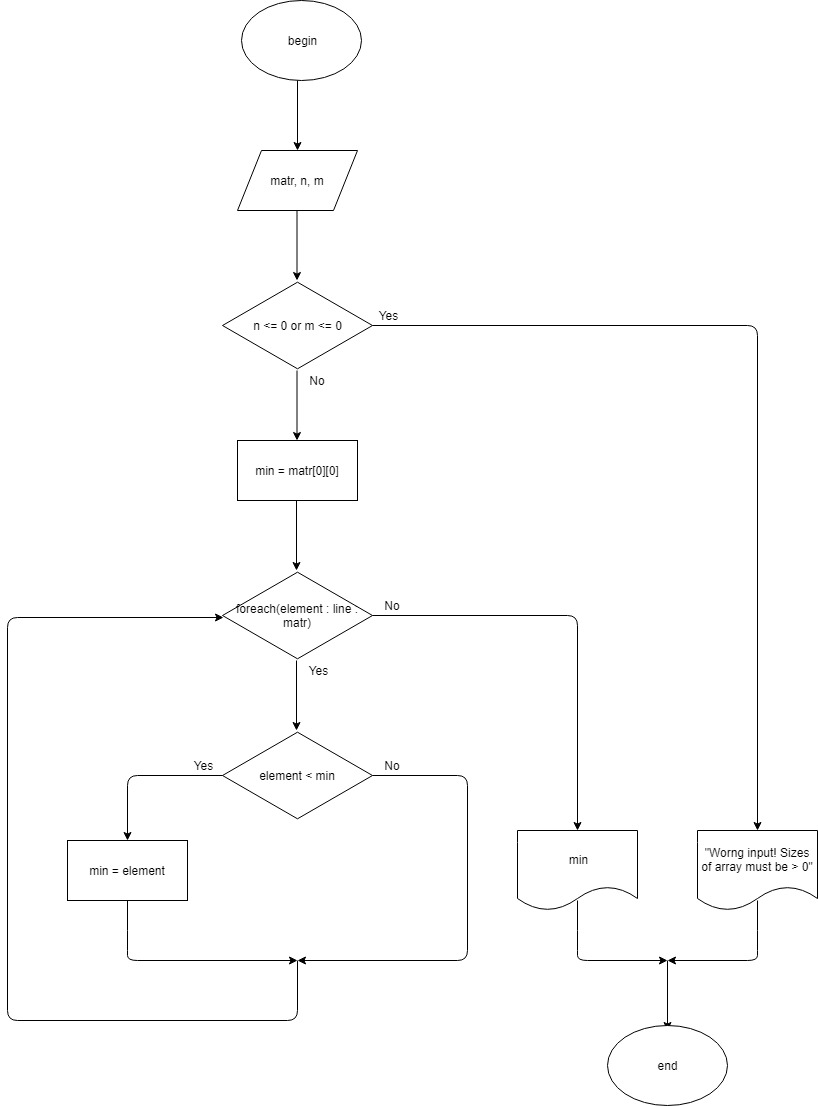 begin
matr, n, m
n <= 0 or m <= 0
Yes
No
min = matr[0][0]
foreach(element : line :
matr)
No
Yes
element < min
Yes
No
min = element
min
"Worng input! Sizes
of array must be > 0"
end